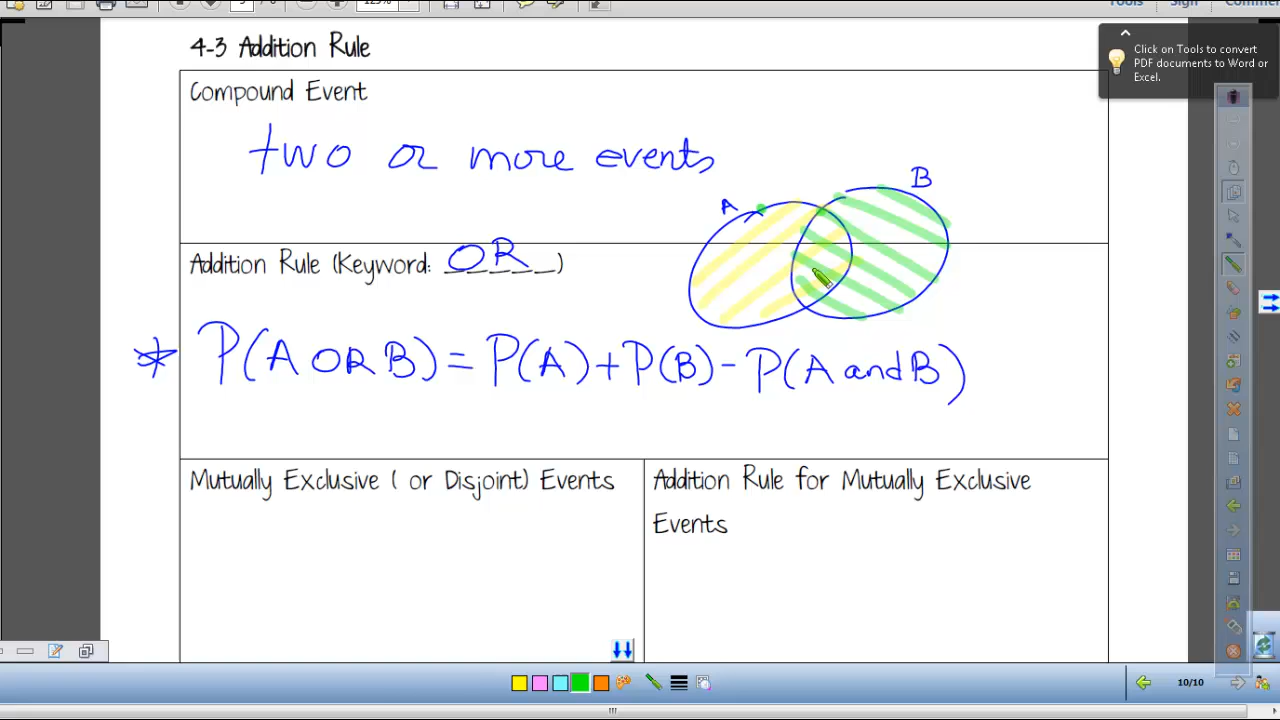 Tools
Sign
Click on Tools to convert
PDF documents to Word or
Excel.
4-3 Addition Rule
Compound Event
two or more events
A
B
Addition Rule (Keyword: OR)
* P(A OR B) = P(A) + P(B) - P(A and B)
Mutually Exclusive ( or Disjoint) Events
Addition Rule for Mutually Exclusive
Events
10/10